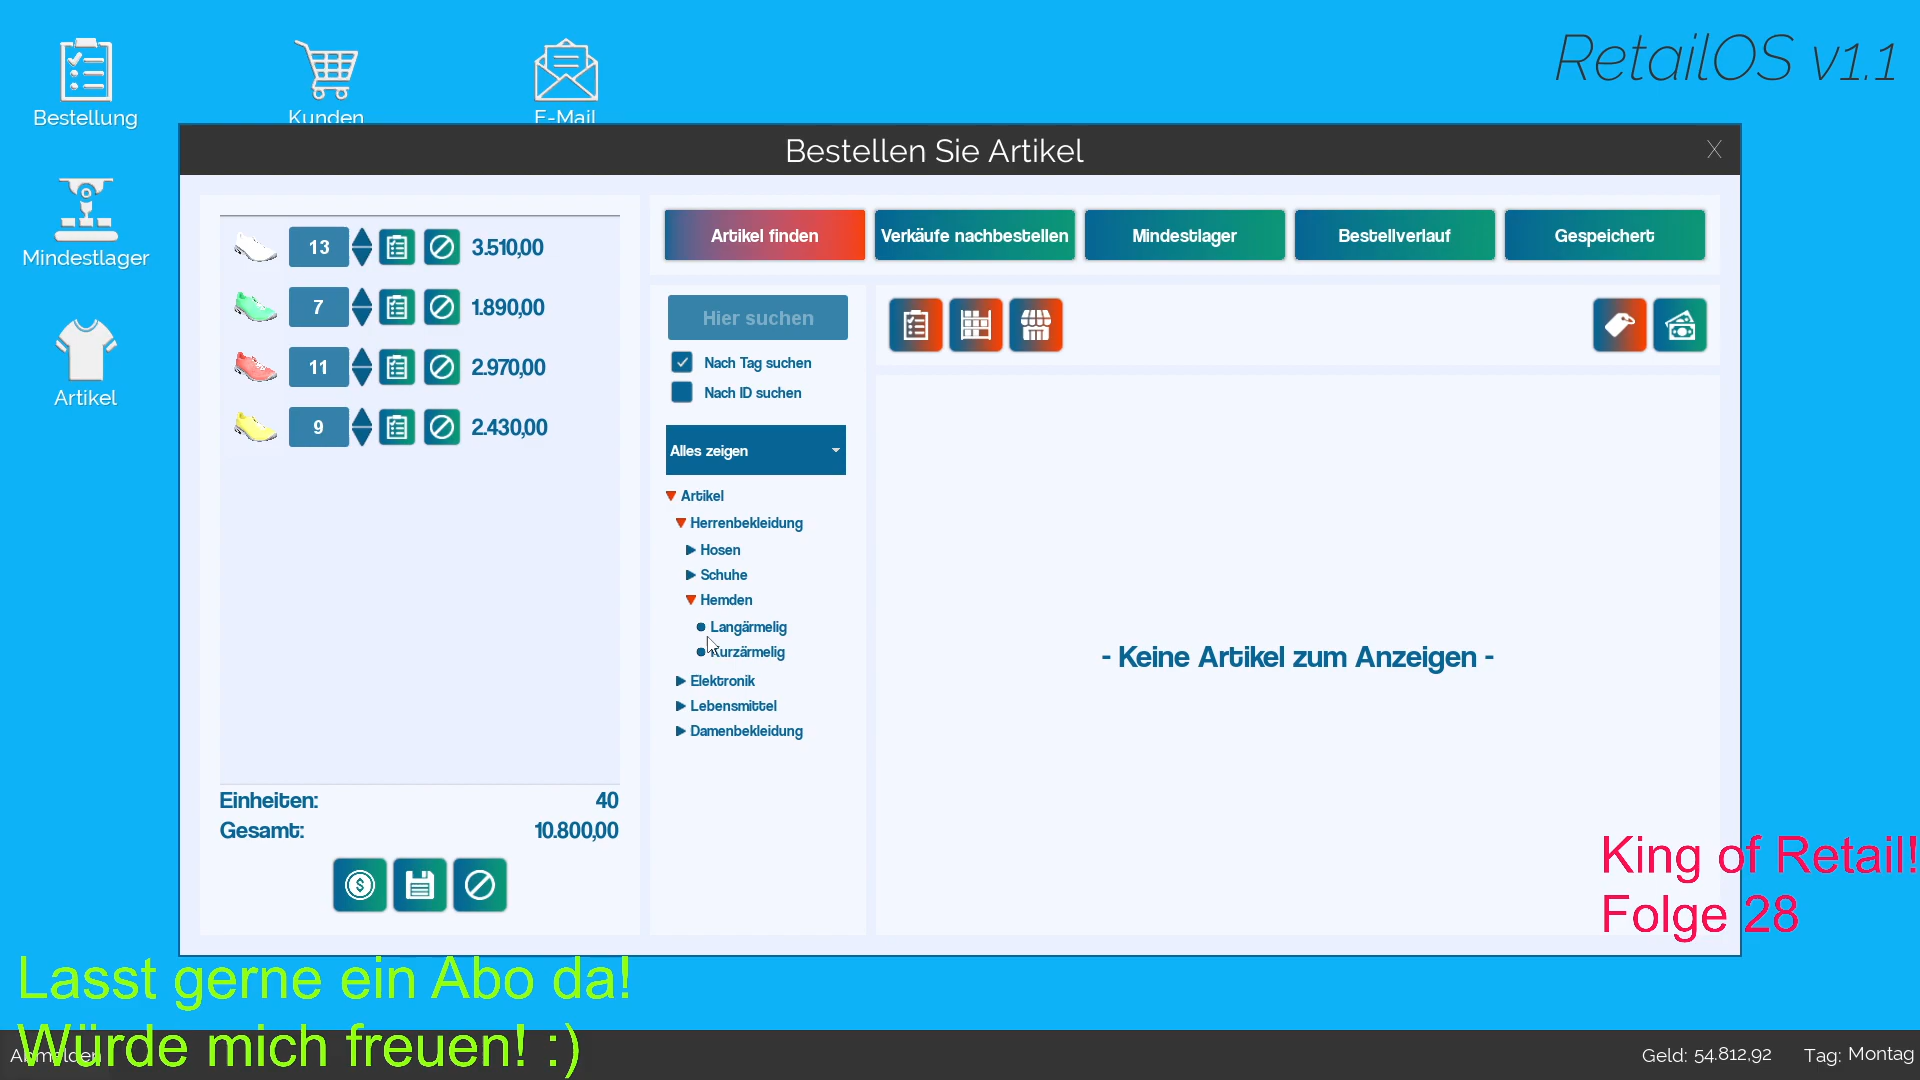 RetailOS v1.1
Bestellung
Kunden
E-Mail
Mindestlager
Artikel
Bestellen Sie Artikel
X
13
3.510,00
7
1.890,00
11
2.970,00
9
2.430,00
Einheiten:
40
Gesamt:
10.800,00
Artikel finden
Verkäufe nachbestellen
Mindestlager
Bestellverlauf
Gespeichert
Hier suchen
Nach Tag suchen
Nach ID suchen
Alles zeigen
Artikel
Herrenbekleidung
Hosen
Schuhe
Hemden
Langärmelig
Kurzärmelig
Elektronik
Lebensmittel
Damenbekleidung
- Keine Artikel zum Anzeigen -
King of Retail!
Folge 28
Lasst gerne ein Abo da!
Würde mich freuen! :)
Abmelden
Geld: 54.812,92
Tag: Montag